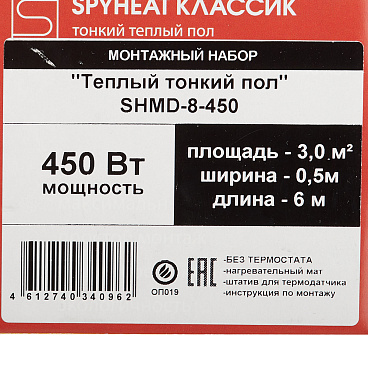 SPYHEAT КЛАССИК
ТОНКИЙ ТЕПЛЫЙ ПОЛ
МОНТАЖНЫЙ НАБОР
"Теплый тонкий пол"
SHMD-8-450
450 Вт
мощность
площадь - 3,0 м²
ширина - 0,5м
длина - 6 м
4 612740 340962
ОП019
EAC
-БЕЗ ТЕРМОСТАТА
-нагревательный мат
-штатив для термодатчика
-инструкция по монтажу